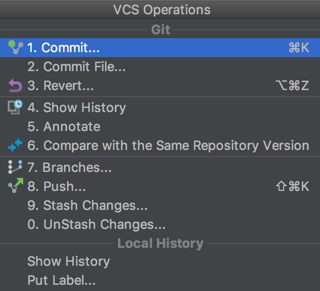 VCS Operations
Git
1. Commit... ⌘K
2. Commit File...
3. Revert... ⌥⌘Z
4. Show History
5. Annotate
6. Compare with the Same Repository Version
7. Branches...
8. Push... ⇧⌘K
9. Stash Changes...
0. UnStash Changes...
Local History
Show History
Put Label...